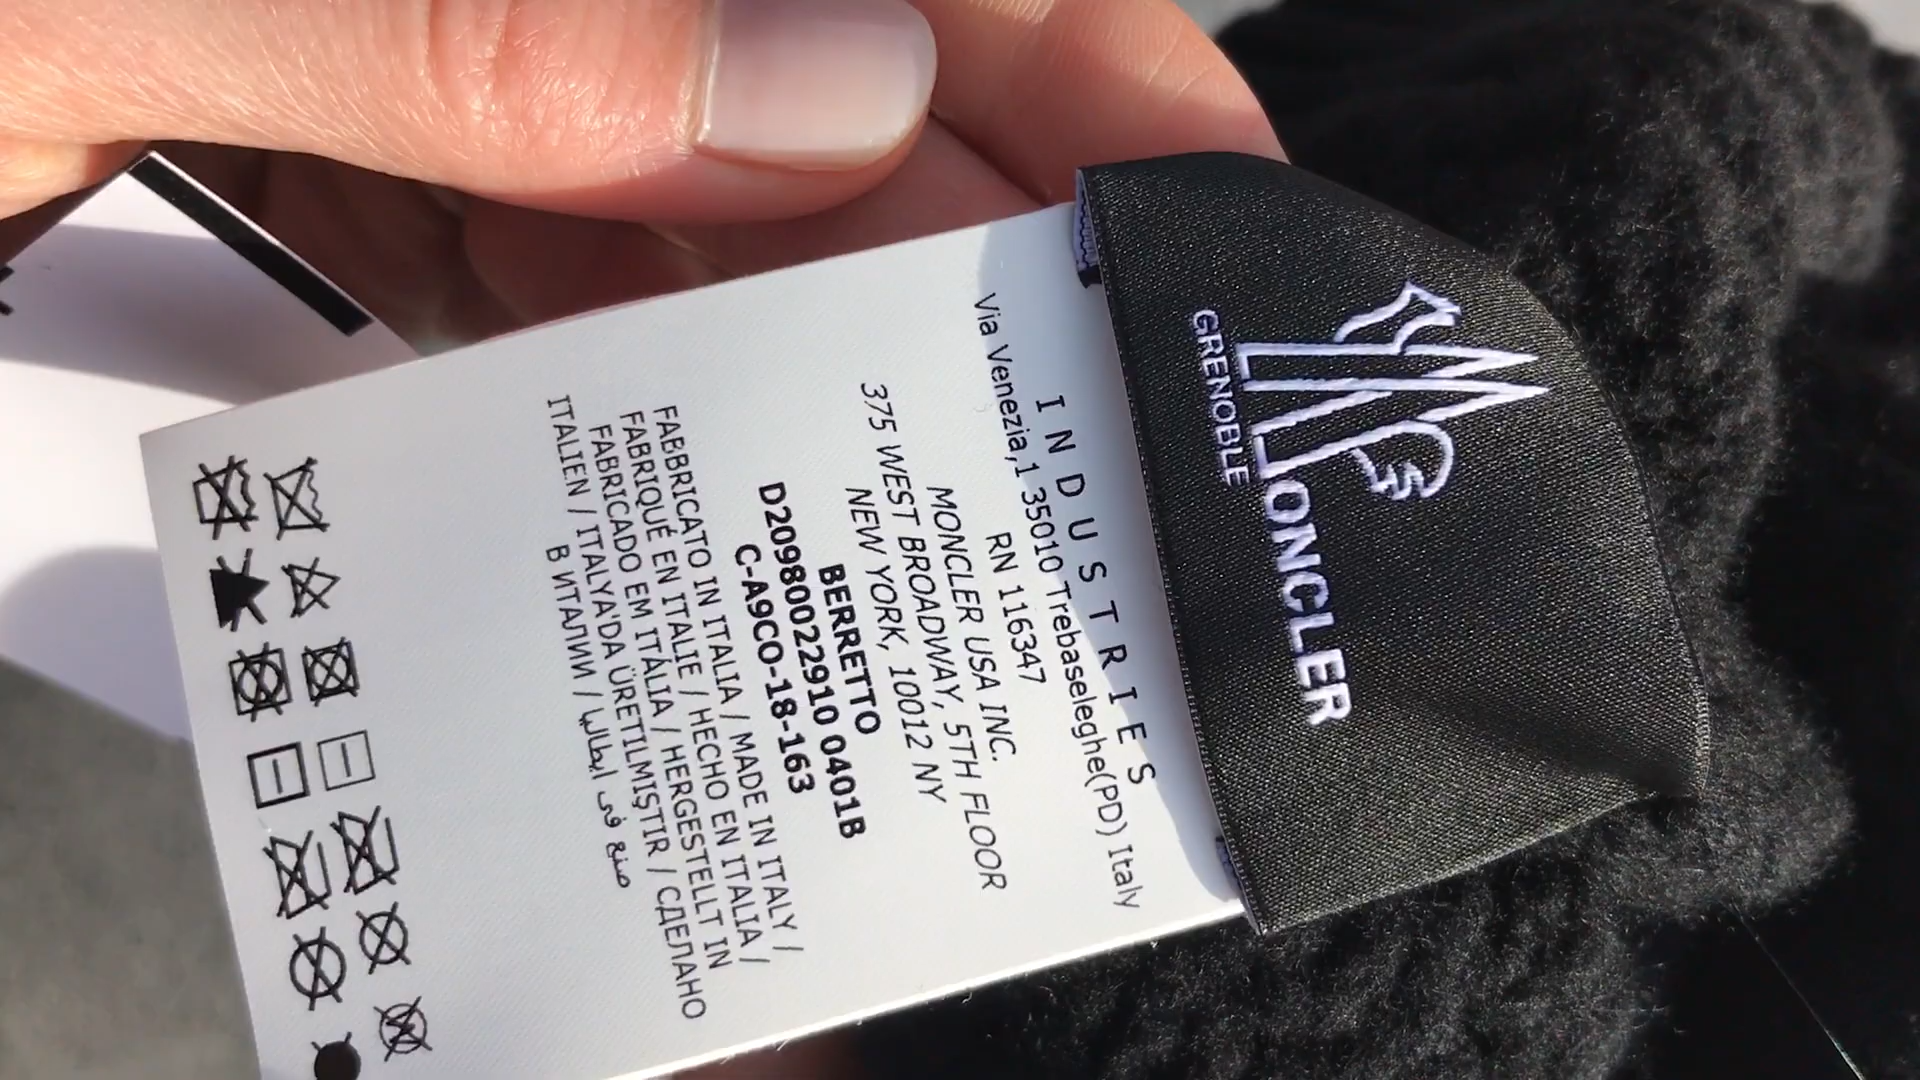 MONCLER
GRENOBLE
INDUSTRIES
Via Venezia,1 35010 Trebaseleghe(PD) Italy
RN 116347
MONCLER USA INC.
375 WEST BROADWAY, 5TH FLOOR
NEW YORK, 10012 NY
BERRETTO
D20980022910 0401B
C-A9CO-18-163
FABBRICATO IN ITALIA / MADE IN ITALY /
FABRIQUÉ EN ITALIE / HECHO EN ITALIA /
FABRICADO EM ITÁLIA / HERGESTELLT IN
ITALIEN / ITALYA'DA ÜRETILMIŞTIR / СДЕЛАНО
В ИТАЛИИ / صنع في ايطاليا